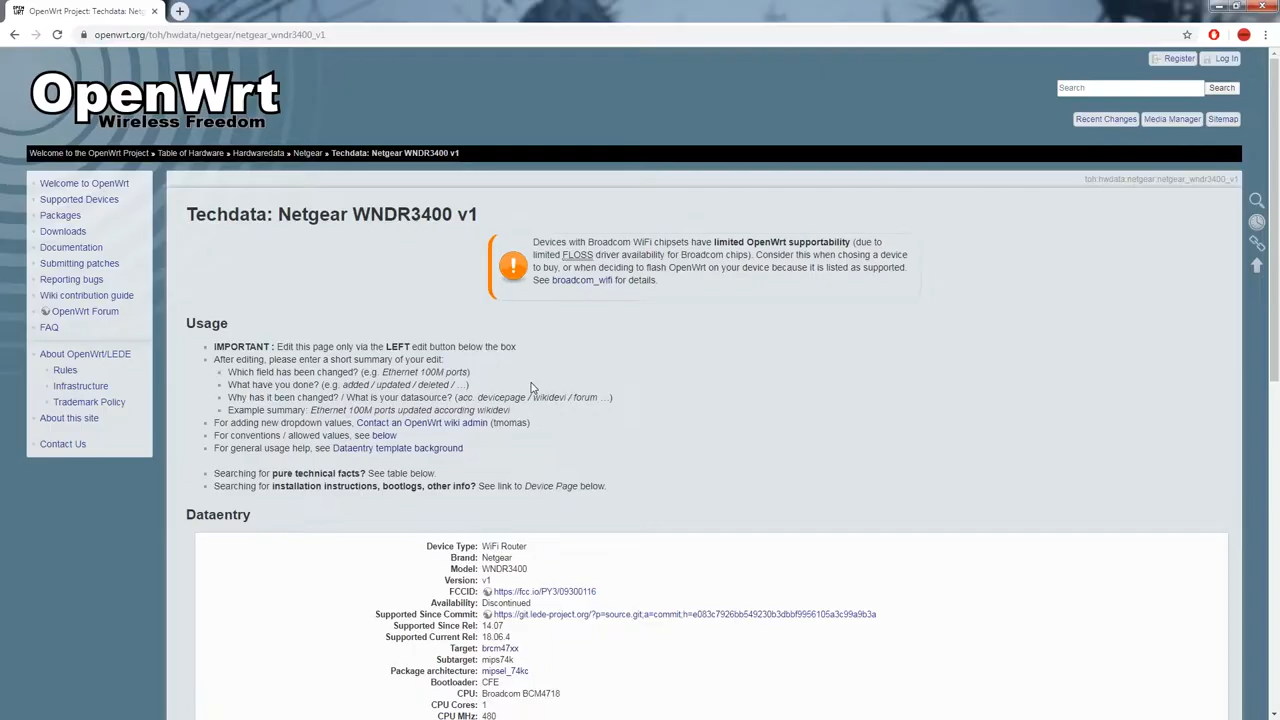 OpenWrt Project: Techdata: Netg
openwrt.org/toh/hwdata/netgear/netgear_wndr3400_v1
Register Log In
OpenWrt
Wireless Freedom
Search Search
Recent Changes Media Manager Sitemap
Welcome to the OpenWrt Project » Table of Hardware » Hardwaredata » Netgear » Techdata: Netgear WNDR3400 v1
toh:hwdata:netgear:netgear_wndr3400_v1
Welcome to OpenWrt
Supported Devices
Packages
Downloads
Documentation
Submitting patches
Reporting bugs
Wiki contribution guide
OpenWrt Forum
FAQ
About OpenWrt/LEDE
Rules
Infrastructure
Trademark Policy
About this site
Contact Us
Techdata: Netgear WNDR3400 v1
Devices with Broadcom WiFi chipsets have limited OpenWrt supportability (due to
limited FLOSS driver availability for Broadcom chips). Consider this when chosing a device
to buy, or when deciding to flash OpenWrt on your device because it is listed as supported.
See broadcom_wifi for details.
Usage
IMPORTANT : Edit this page only via the LEFT edit button below the box
After editing, please enter a short summary of your edit:
Which field has been changed? (e.g. Ethernet 100M ports)
What have you done? (e.g. added / updated / deleted / …)
Why has it been changed? / What is your datasource? (acc. devicepage / wikidevi / forum …)
Example summary: Ethernet 100M ports updated according wikidevi
For adding new dropdown values, Contact an OpenWrt wiki admin (tmomas)
For conventions / allowed values, see below
For general usage help, see Dataentry template background
Searching for pure technical facts? See table below.
Searching for installation instructions, bootlogs, other info? See link to Device Page below.
Dataentry
Device Type: WiFi Router
Brand: Netgear
Model: WNDR3400
Version: v1
FCCID: https://fcc.io/PY3/09300116
Availability: Discontinued
Supported Since Commit: https://git.lede-project.org/?p=source.git;a=commit;h=e083c7926bb549230b3dbbf9956105a3c99a9b3a
Supported Since Rel: 14.07
Supported Current Rel: 18.06.4
Target: brcm47xx
Subtarget: mips74k
Package architecture: mipsel_74kc
Bootloader: CFE
CPU: Broadcom BCM4718
CPU Cores: 1
CPU MHz: 480